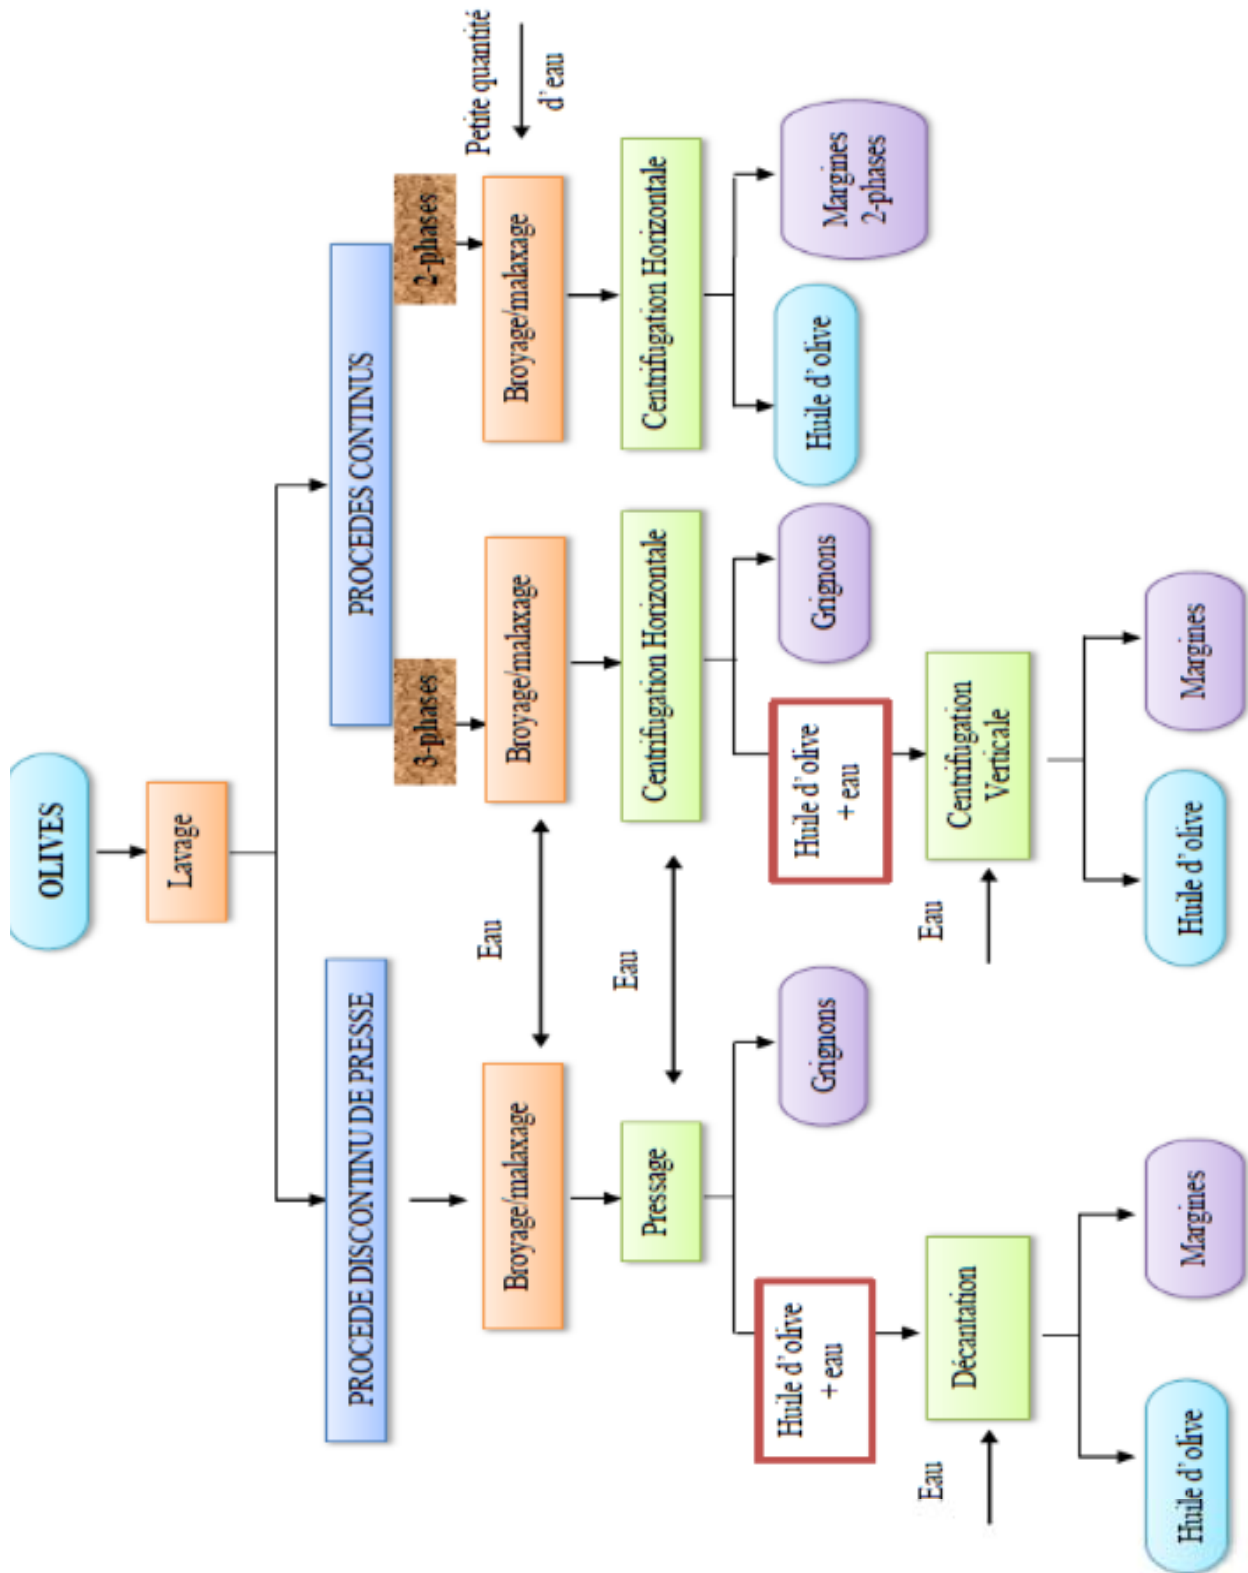 OLIVES
Lavage
PROCEDE DISCONTINU DE PRESSE
PROCEDES CONTINUS
3-phases
2-phases
Broyage/malaxage
Eau
Broyage/malaxage
Broyage/malaxage
Petite quantité
d'eau
Pressage
Eau
Centrifugation Horizontale
Centrifugation Horizontale
Huile d'olive
+ eau
Grignons
Huile d'olive
+ eau
Grignons
Huile d'olive
Margines
2-phases
Eau
Décantation
Eau
Centrifugation
Verticale
Huile d'olive
Margines
Huile d'olive
Margines